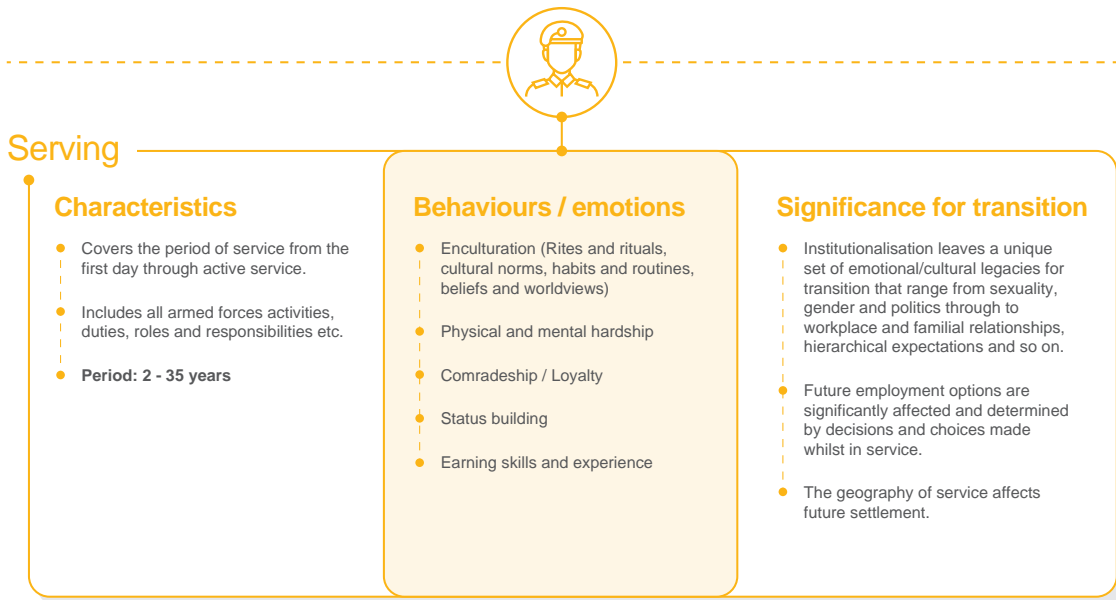 Serving
Characteristics
Covers the period of service from the
first day through active service.
Includes all armed forces activities,
duties, roles and responsibilities etc.
Period: 2 - 35 years
Behaviours / emotions
Enculturation (Rites and rituals,
cultural norms, habits and routines,
beliefs and worldviews)
Physical and mental hardship
Comradeship / Loyalty
Status building
Earning skills and experience
Significance for transition
Institutionalisation leaves a unique
set of emotional/cultural legacies for
transition that range from sexuality,
gender and politics through to
workplace and familial relationships,
hierarchical expectations and so on.
Future employment options are
significantly affected and determined
by decisions and choices made
whilst in service.
The geography of service affects
future settlement.